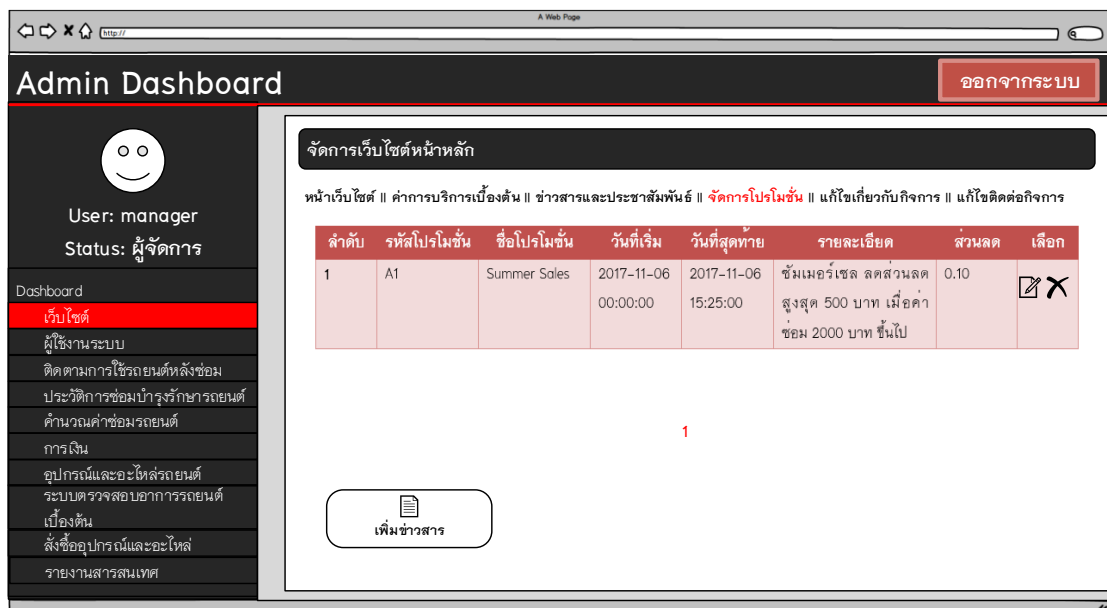 A Web Page
http://
Admin Dashboard
ออกจากระบบ
User: manager
Status: ผู้จัดการ
Dashboard
เว็บไซต์
ผู้ใช้งานระบบ
ติดตามการใช้รถยนต์หลังซ่อม
ประวัติการซ่อมบำรุงรักษารถยนต์
คำนวณค่าซ่อมรถยนต์
การเงิน
อุปกรณ์และอะไหล่รถยนต์
ระบบตรวจสอบอาการรถยนต์
เบื้องต้น
สั่งซื้ออุปกรณ์และอะไหล่
รายงานสารสนเทศ
จัดการเว็บไซต์หน้าหลัก
หน้าเว็บไซต์ || ค่าการบริการเบื้องต้น || ข่าวสารและประชาสัมพันธ์ || จัดการโปรโมชั่น || แก้ไขเกี่ยวกับกิจการ || แก้ไขติดต่อกิจการ
ลำดับ รหัสโปรโมชั่น ชื่อโปรโมชั่น วันที่เริ่ม วันที่สุดท้าย รายละเอียด ส่วนลด เลือก
1 A1 Summer Sales 2017-11-06 2017-11-06 ซัมเมอร์เซล ลดส่วนลด 0.10
00:00:00 15:25:00 สูงสุด 500 บาท เมื่อค่า
ซ่อม 2000 บาท ขึ้นไป
1
เพิ่มข่าวสาร